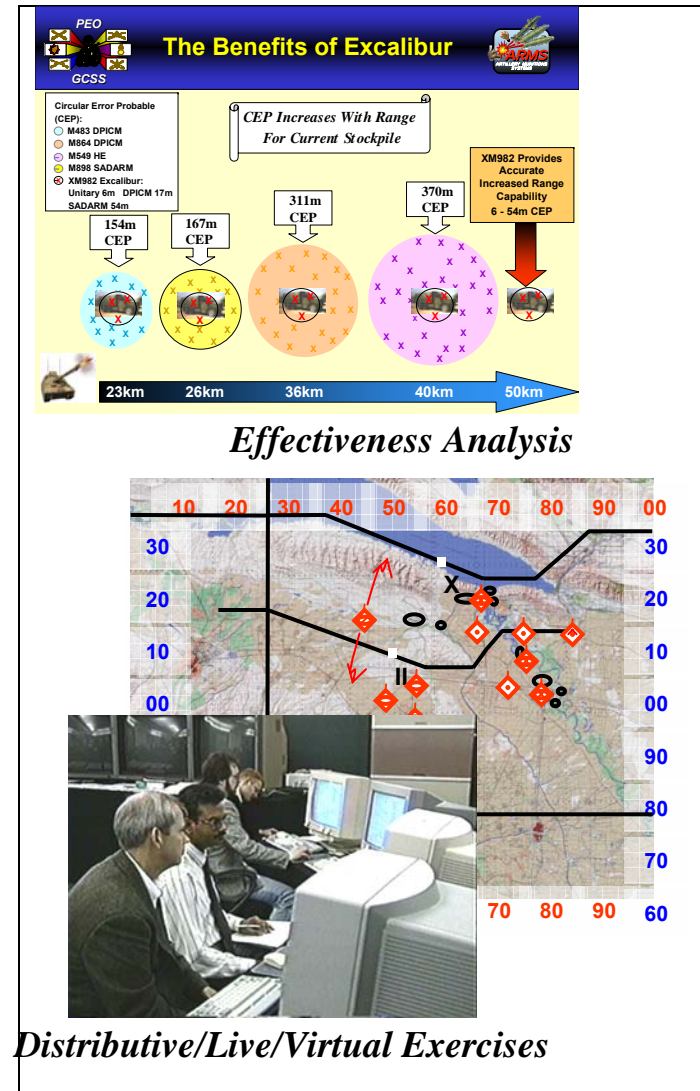 PEO
GCSS
The Benefits of Excalibur
ARMS
ARTILLERY MUNITIONS
SYSTEMS
Circular Error Probable
(CEP):
M483 DPICM
M864 DPICM
M549 HE
M898 SADARM
XM982 Excalibur:
Unitary 6m DPICM 17m
SADARM 54m
CEP Increases With Range
For Current Stockpile
XM982 Provides
Accurate
Increased Range
Capability
6 - 54m CEP
154m
CEP
167m
CEP
311m
CEP
370m
CEP
23km 26km 36km 40km 50km
Effectiveness Analysis
10 20 30 40 50 60 70 80 90 00
30 30
20 X 20
10 10
00 II 00
90
80
70
70 80 90 60
Distributive/Live/Virtual Exercises